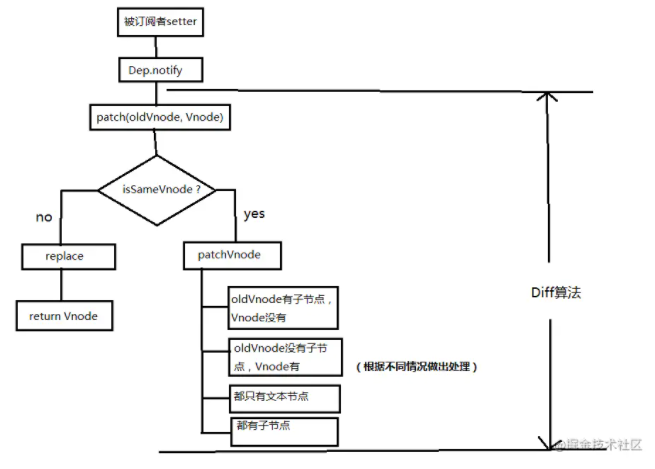 被订阅者setter
Dep.notify
patch(oldVnode, Vnode)
isSameVnode ?
no
yes
replace
patchVnode
return Vnode
oldVnode有子节点，
Vnode没有
oldVnode没有子节
点，Vnode有
（根据不同情况做出处理）
都只有文本节点
都有子节点
Diff算法
@掘金技术社区